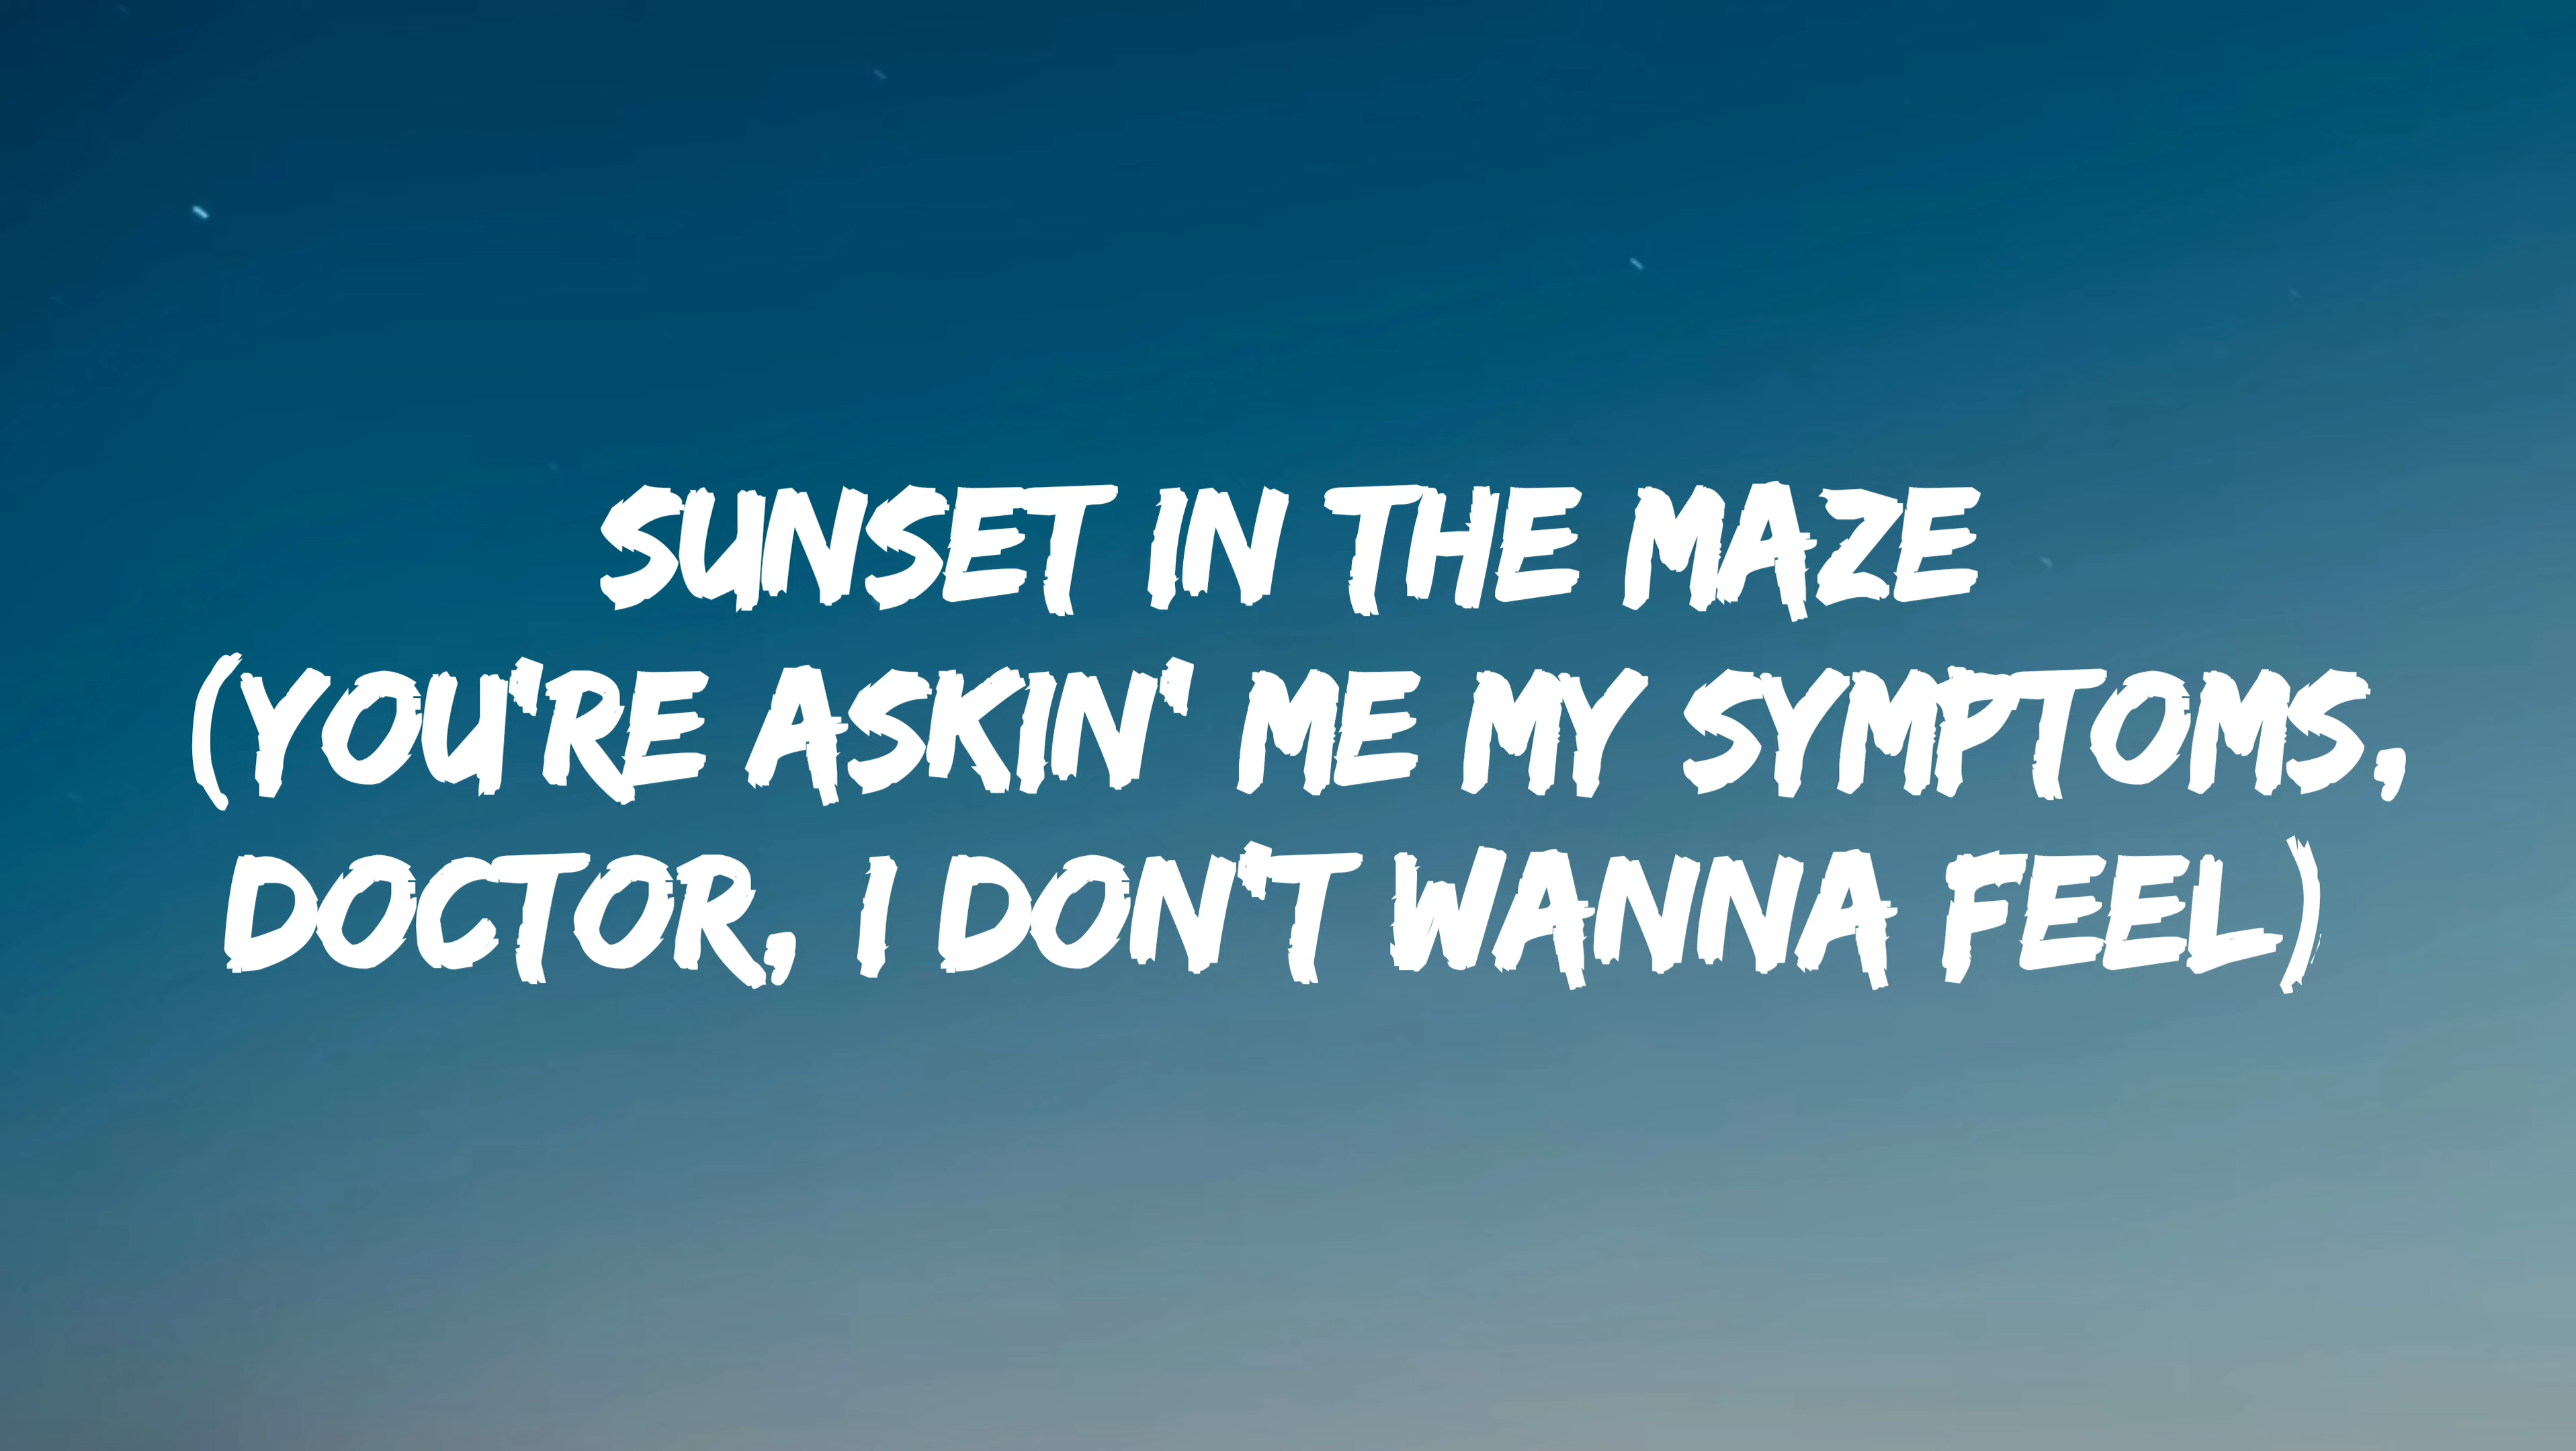 SUNSET IN THE MAZE
(YOU'RE ASKIN' ME MY SYMPTOMS,
DOCTOR, I DON'T WANNA FEEL)